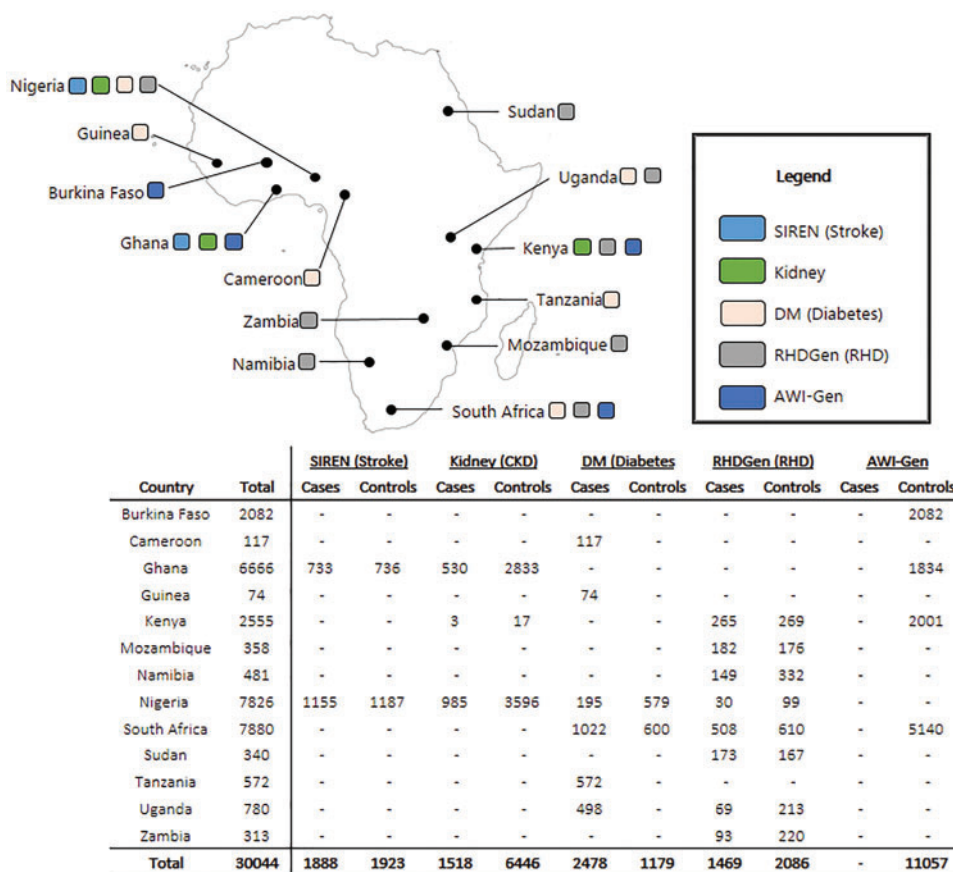 Nigeria
Sudan
Guinea
Legend
Burkina Faso
Uganda
SIREN (Stroke)
Ghana
Kenya
Kidney
Cameroon
Tanzania
DM (Diabetes)
Zambia
Mozambique
RHDGen (RHD)
Namibia
AWI-Gen
South Africa
SIREN (Stroke) Kidney (CKD) DM (Diabetes RHDGen (RHD) AWI-Gen
Country Total Cases Controls Cases Controls Cases Controls Cases Controls Cases Controls
Burkina Faso 2082 - - - - - - - - - 2082
Cameroon 117 - - - - 117 - - - - -
Ghana 6666 733 736 530 2833 - - - - - 1834
Guinea 74 - - - - 74 - - - - -
Kenya 2555 - - 3 17 - - 265 269 - 2001
Mozambique 358 - - - - - - 182 176 - -
Namibia 481 - - - - - - 149 332 - -
Nigeria 7826 1155 1187 985 3596 195 579 30 99 - -
South Africa 7880 - - - - 1022 600 508 610 - 5140
Sudan 340 - - - - - - 173 167 - -
Tanzania 572 - - - - 572 - - - - -
Uganda 780 - - - - 498 - 69 213 - -
Zambia 313 - - - - - - 93 220 - -
Total 30044 1888 1923 1518 6446 2478 1179 1469 2086 - 11057